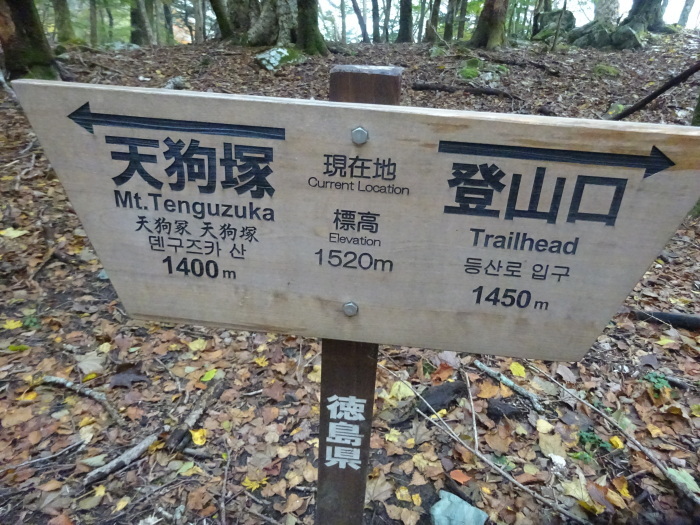 天狗塚
Mt.Tenguzuka
天狗冢 天狗塚
덴구즈카 산
1400m
現在地
Current Location
標高
Elevation
1520m
登山口
Trailhead
등산로 입구
1450m
徳島県